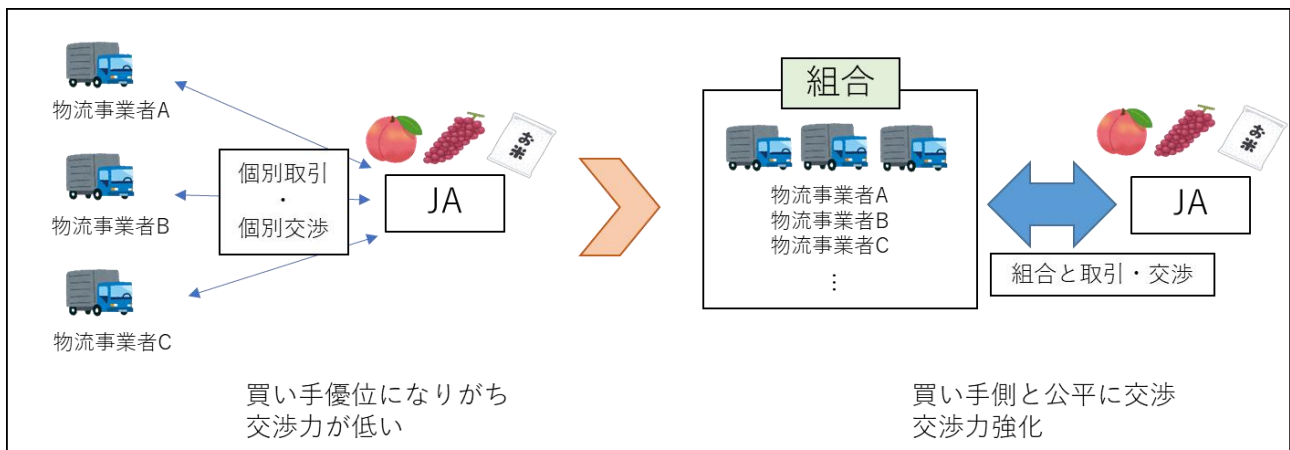 物流事業者A
物流事業者B
物流事業者C
個別取引
・
個別交渉
お米
JA
買い手優位になりがち
交渉力が低い
組合
物流事業者A
物流事業者B
物流事業者C
⋮
お米
JA
組合と取引・交渉
買い手側と公平に交渉
交渉力強化